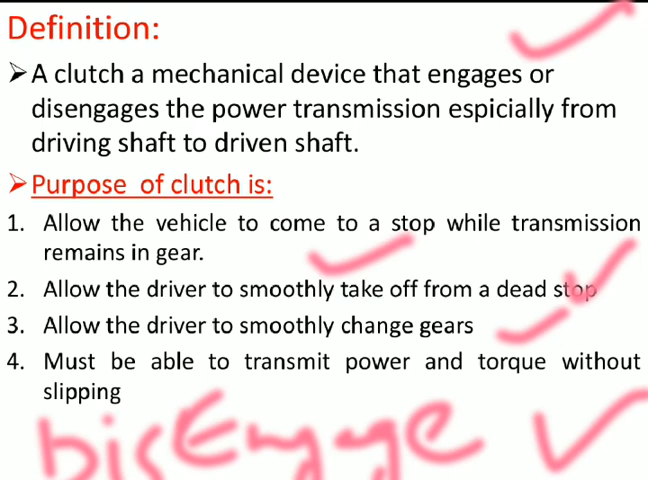 Definition:
➢A clutch a mechanical device that engages or
disengages the power transmission espicially from
driving shaft to driven shaft.
➢Purpose of clutch is:
1. Allow the vehicle to come to a stop while transmission
remains in gear.
2. Allow the driver to smoothly take off from a dead stop
3. Allow the driver to smoothly change gears
4. Must be able to transmit power and torque without
slipping
DisEngage